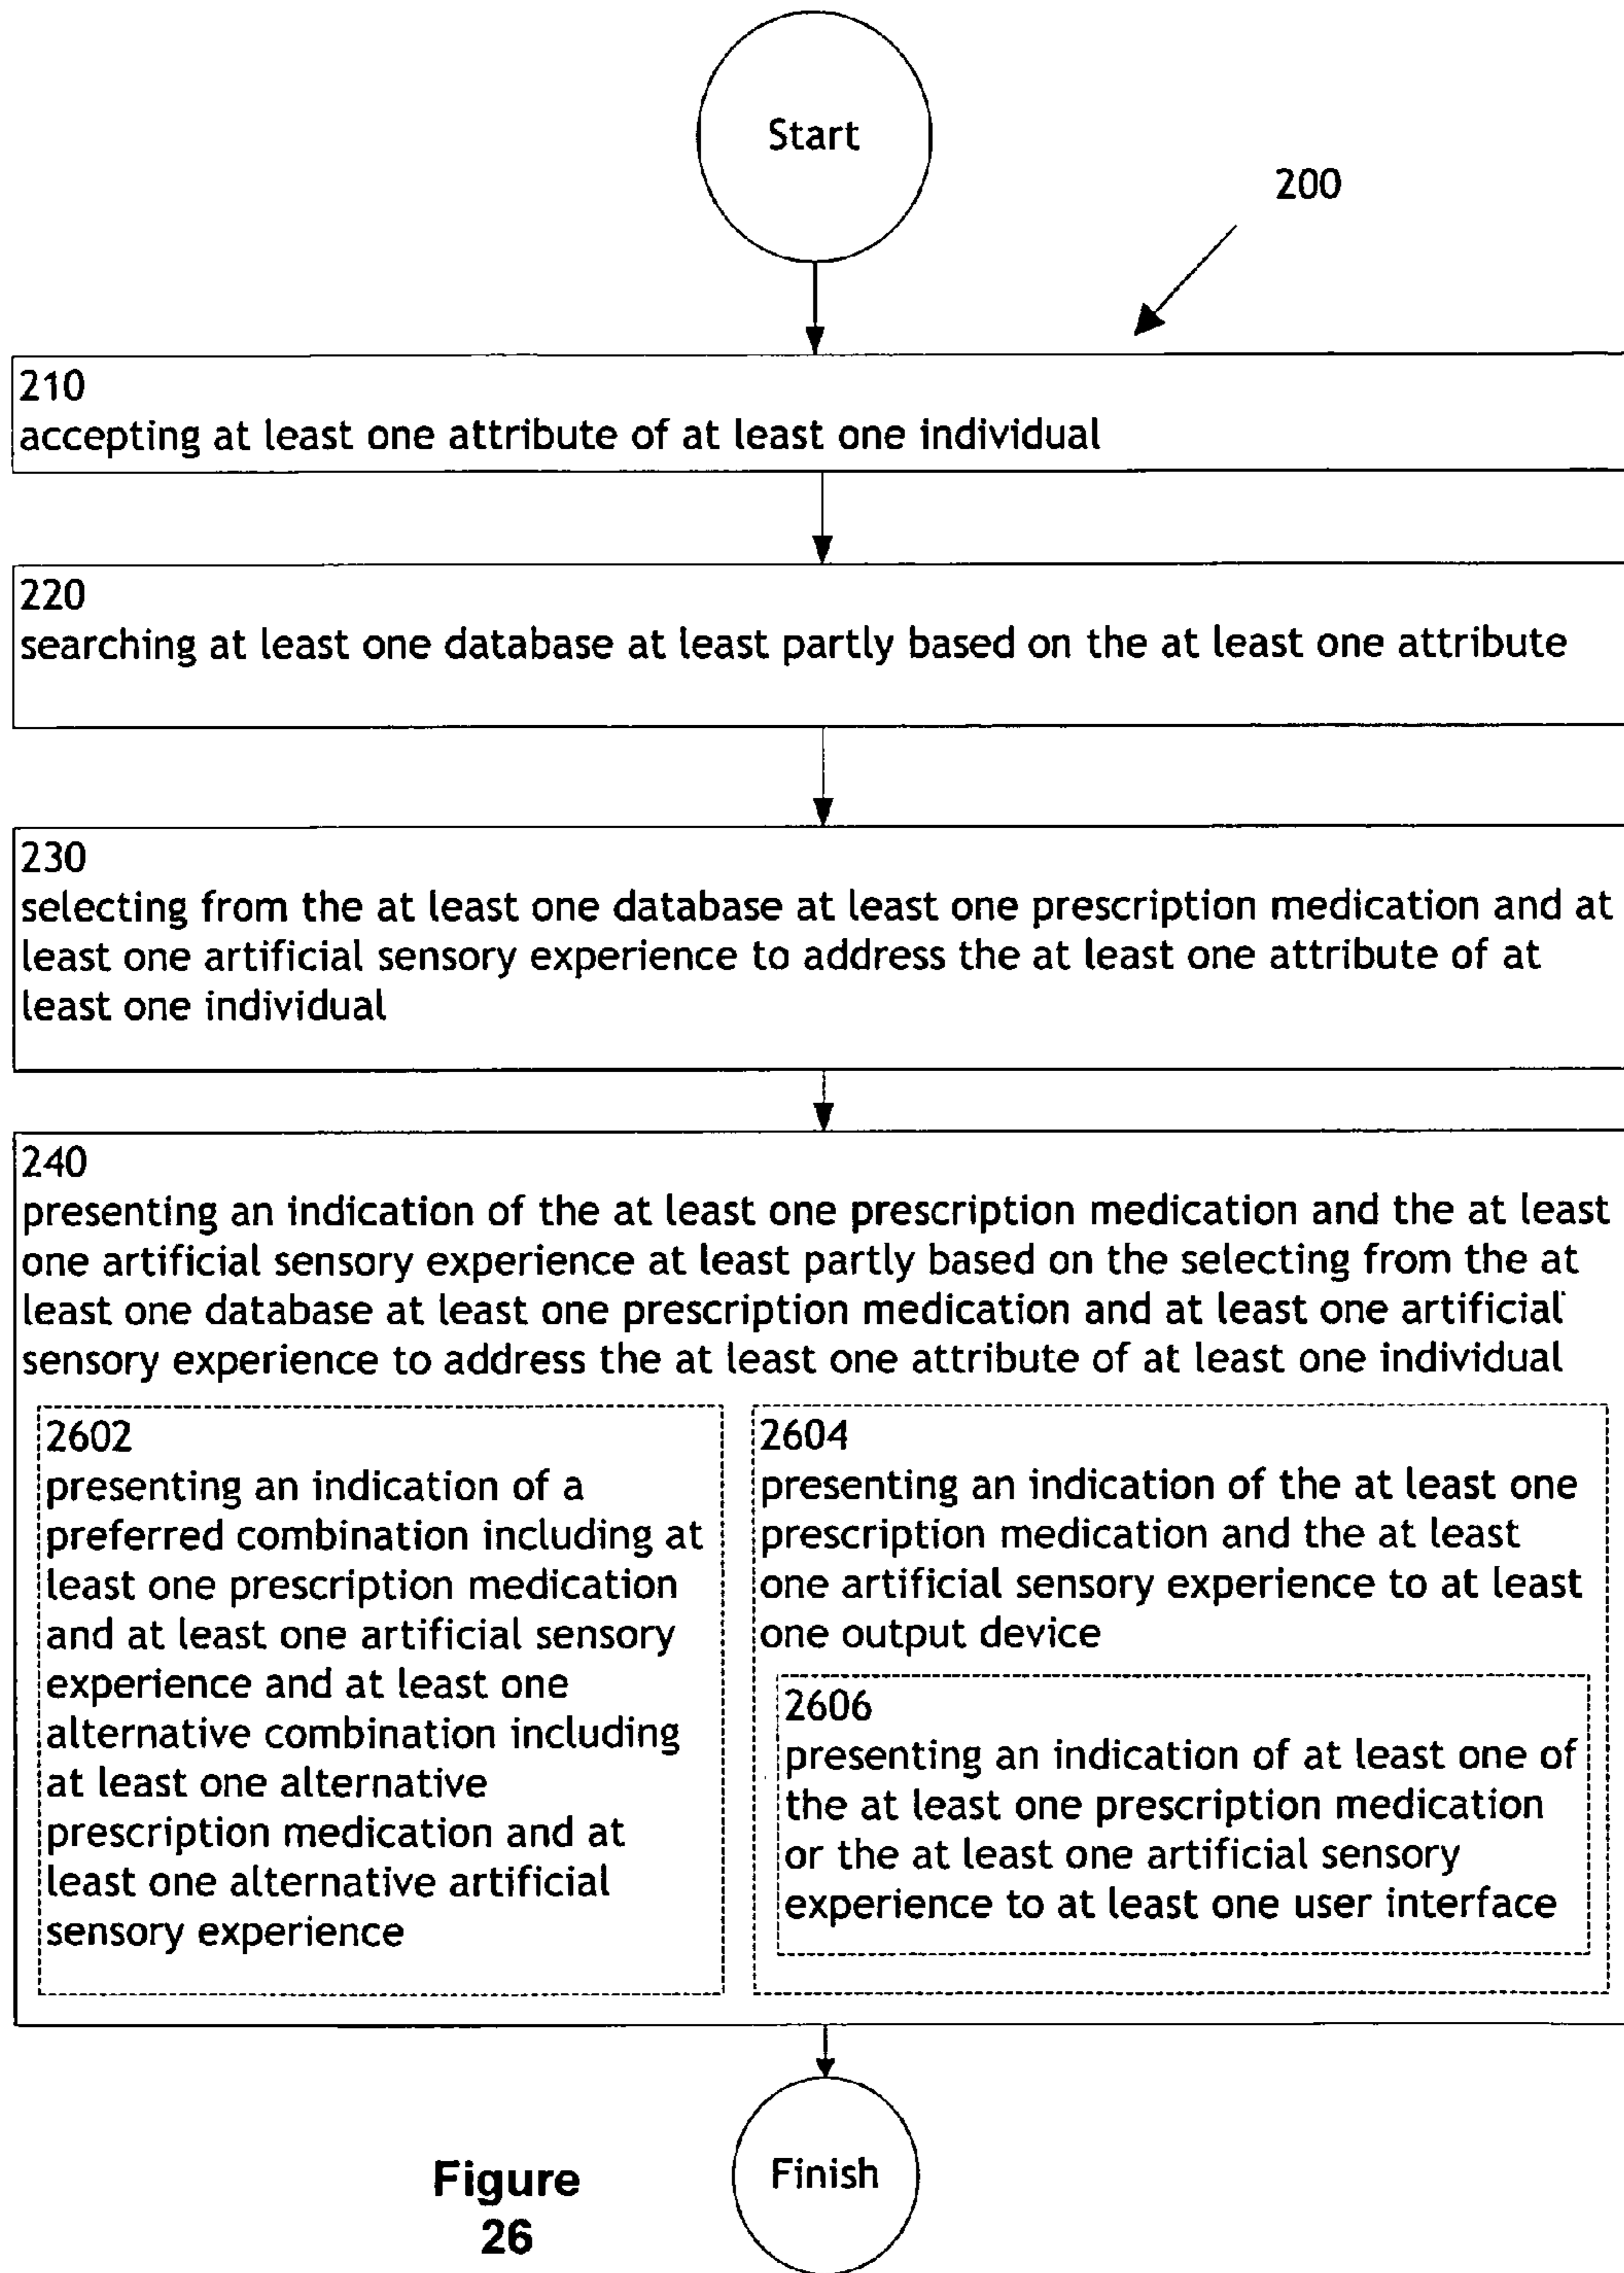 Start
200
210
accepting at least one attribute of at least one individual
220
searching at least one database at least partly based on the at least one attribute
230
selecting from the at least one database at least one prescription medication and at
least one artificial sensory experience to address the at least one attribute of at
least one individual
240
presenting an indication of the at least one prescription medication and the at least
one artificial sensory experience at least partly based on the selecting from the at
least one database at least one prescription medication and at least one artificial
sensory experience to address the at least one attribute of at least one individual
2602
presenting an indication of a
preferred combination including at
least one prescription medication
and at least one artificial sensory
experience and at least one
alternative combination including
at least one alternative
prescription medication and at
least one alternative artificial
sensory experience
2604
presenting an indication of the at least one
prescription medication and the at least
one artificial sensory experience to at least
one output device
2606
presenting an indication of at least one of
the at least one prescription medication
or the at least one artificial sensory
experience to at least one user interface
Finish
Figure
26